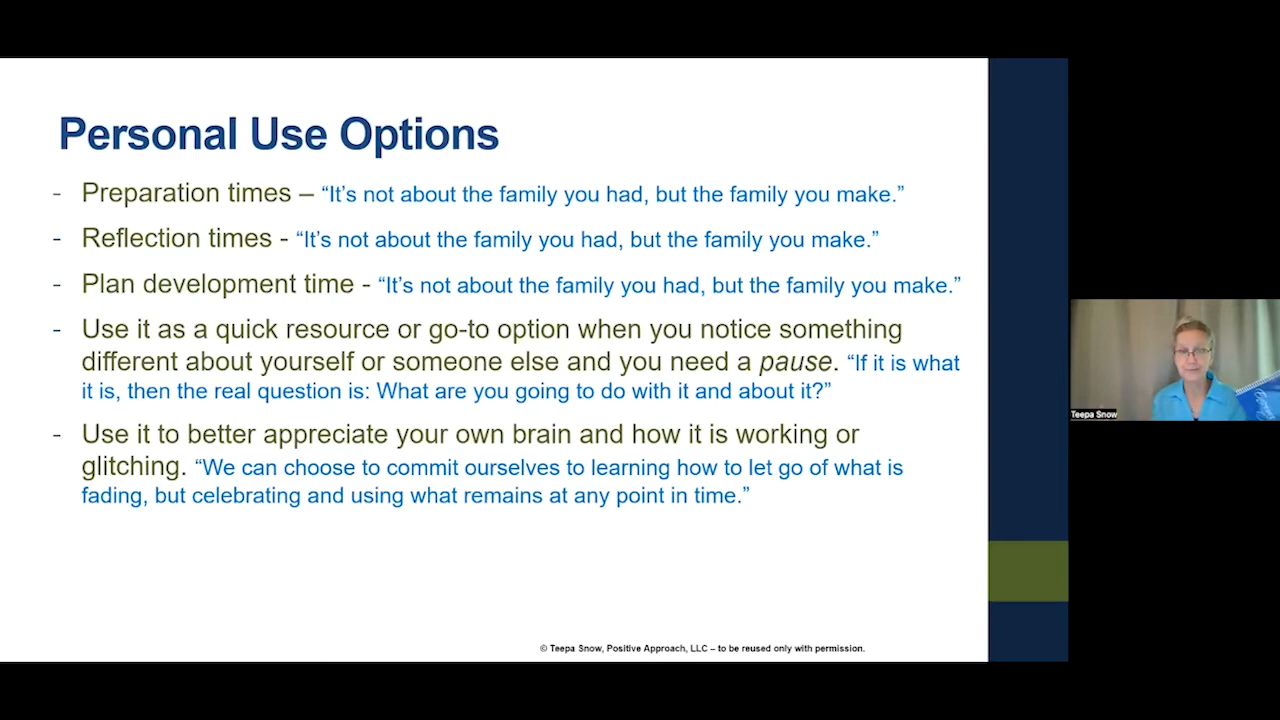 Personal Use Options
- Preparation times – “It’s not about the family you had, but the family you make.”
- Reflection times - “It’s not about the family you had, but the family you make.”
- Plan development time - “It’s not about the family you had, but the family you make.”
- Use it as a quick resource or go-to option when you notice something
different about yourself or someone else and you need a pause. “If it is what
it is, then the real question is: What are you going to do with it and about it?”
- Use it to better appreciate your own brain and how it is working or
glitching. “We can choose to commit ourselves to learning how to let go of what is
fading, but celebrating and using what remains at any point in time.”
Teepa Snow
© Teepa Snow, Positive Approach, LLC – to be reused only with permission.